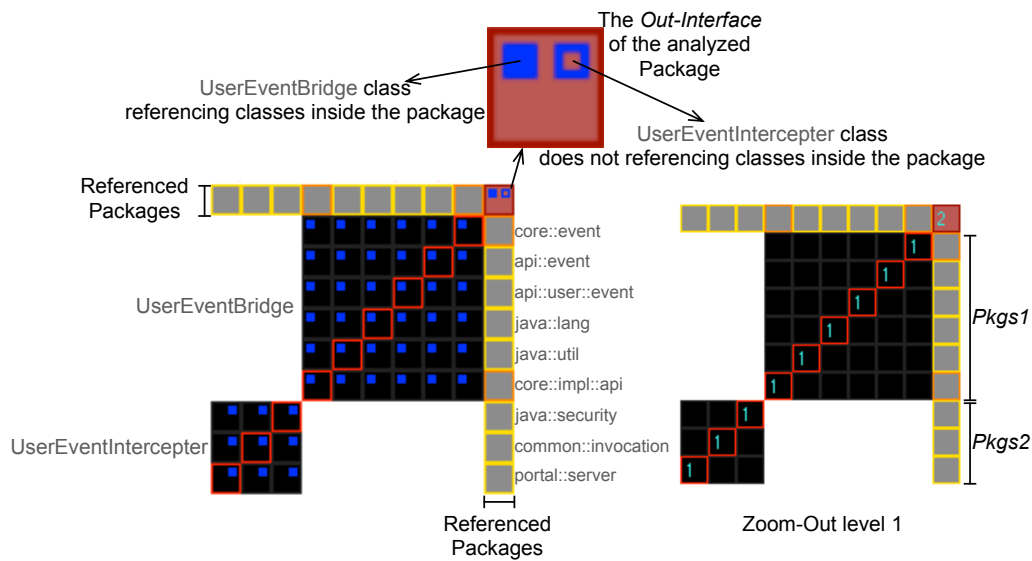 The Out-Interface
of the analyzed
Package
UserEventBridge class
referencing classes inside the package
UserEventIntercepter class
does not referencing classes inside the package
Referenced
Packages
core::event
api::event
api::user::event
java::lang
java::util
core::impl::api
java::security
common::invocation
portal::server
UserEventBridge
UserEventIntercepter
Referenced
Packages
2
1
1
1
1
1
1
1
1
1
Pkgs1
Pkgs2
Zoom-Out level 1